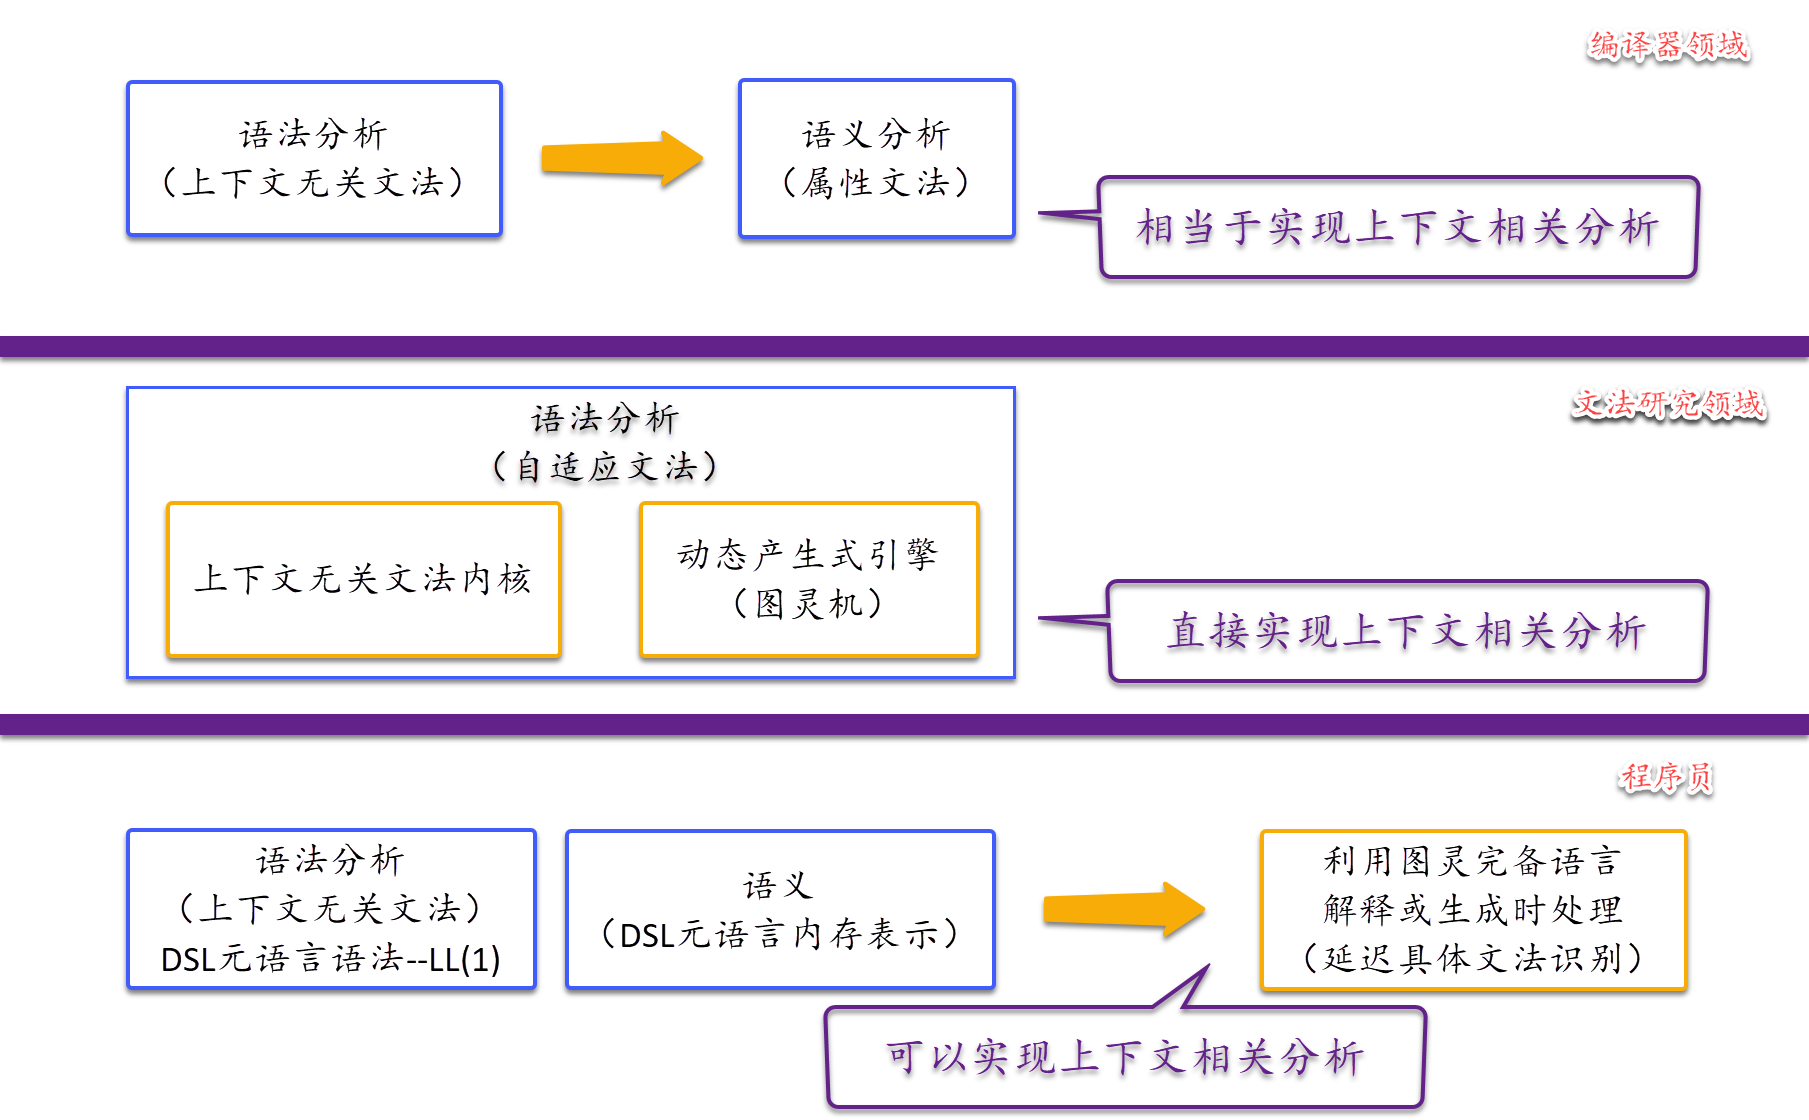 编译器领域
语法分析
（上下文无关文法）
语义分析
（属性文法）
相当于实现上下文相关分析
文法研究领域
语法分析
（自适应文法）
上下文无关文法内核
动态产生式引擎
（图灵机）
直接实现上下文相关分析
程序员
语法分析
（上下文无关文法）
DSL元语言语法--LL(1)
语义
（DSL元语言内存表示）
利用图灵完备语言
解释或生成时处理
（延迟具体文法识别）
可以实现上下文相关分析